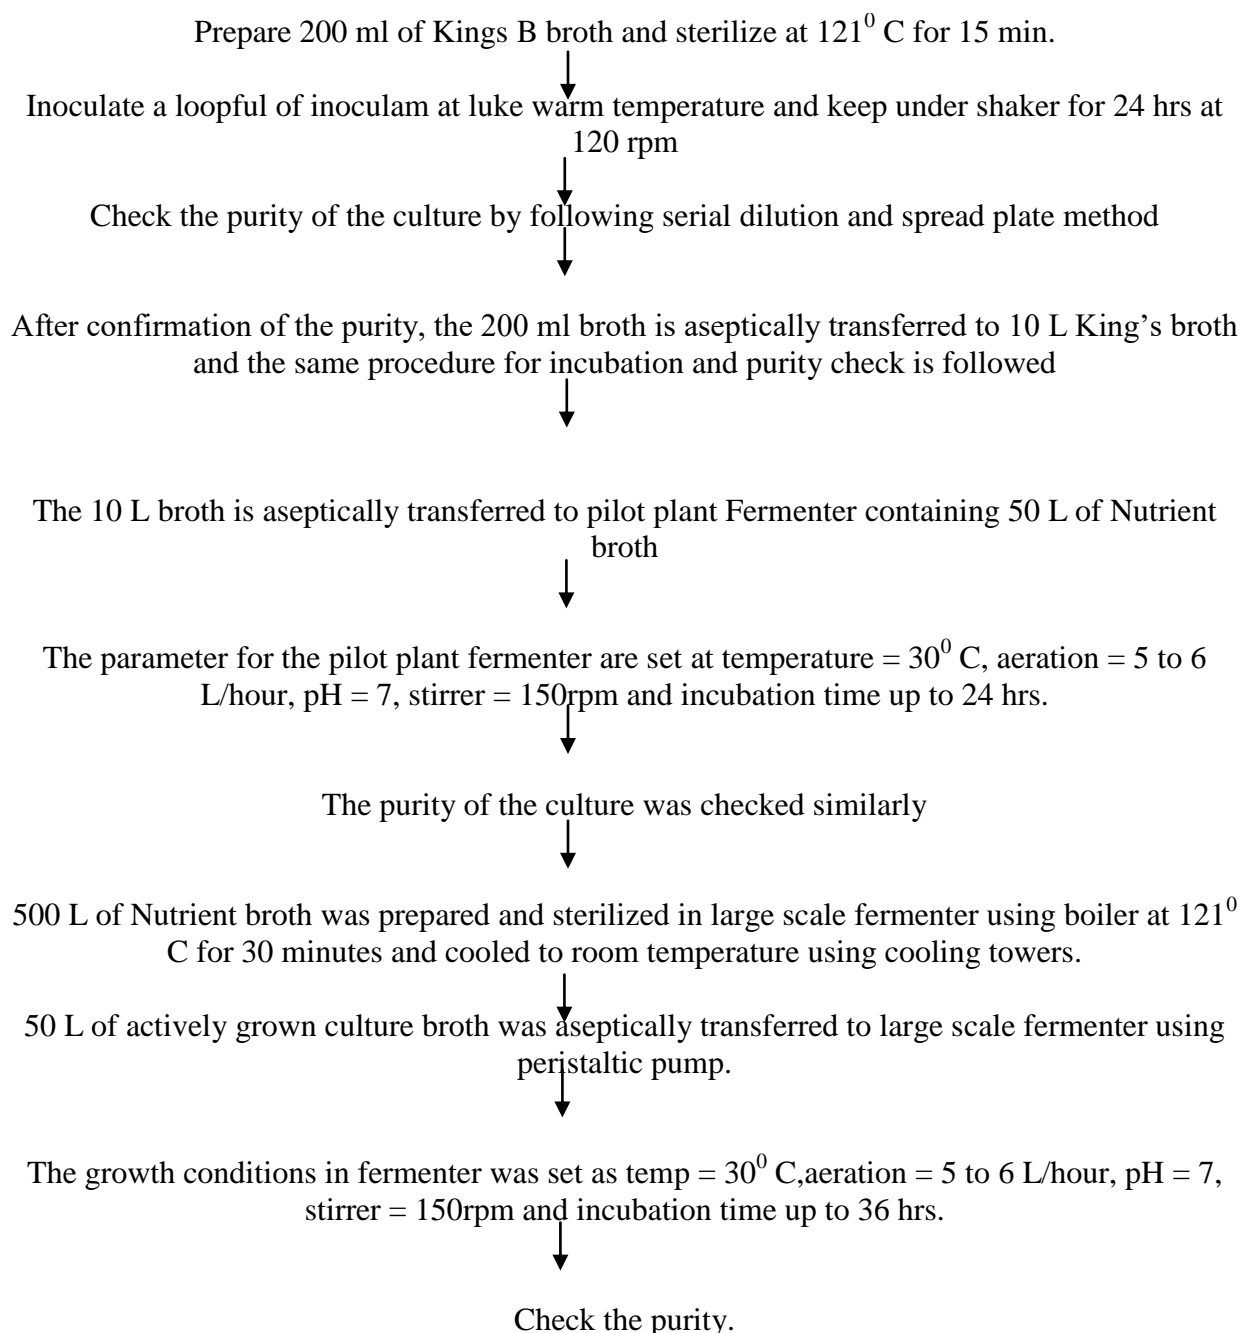 Prepare 200 ml of Kings B broth and sterilize at 121⁰ C for 15 min.
Inoculate a loopful of inoculam at luke warm temperature and keep under shaker for 24 hrs at
120 rpm
Check the purity of the culture by following serial dilution and spread plate method
After confirmation of the purity, the 200 ml broth is aseptically transferred to 10 L King’s broth
and the same procedure for incubation and purity check is followed
The 10 L broth is aseptically transferred to pilot plant Fermenter containing 50 L of Nutrient
broth
The parameter for the pilot plant fermenter are set at temperature = 30⁰ C, aeration = 5 to 6
L/hour, pH = 7, stirrer = 150rpm and incubation time up to 24 hrs.
The purity of the culture was checked similarly
500 L of Nutrient broth was prepared and sterilized in large scale fermenter using boiler at 121⁰
C for 30 minutes and cooled to room temperature using cooling towers.
50 L of actively grown culture broth was aseptically transferred to large scale fermenter using
peristaltic pump.
The growth conditions in fermenter was set as temp = 30⁰ C,aeration = 5 to 6 L/hour, pH = 7,
stirrer = 150rpm and incubation time up to 36 hrs.
Check the purity.